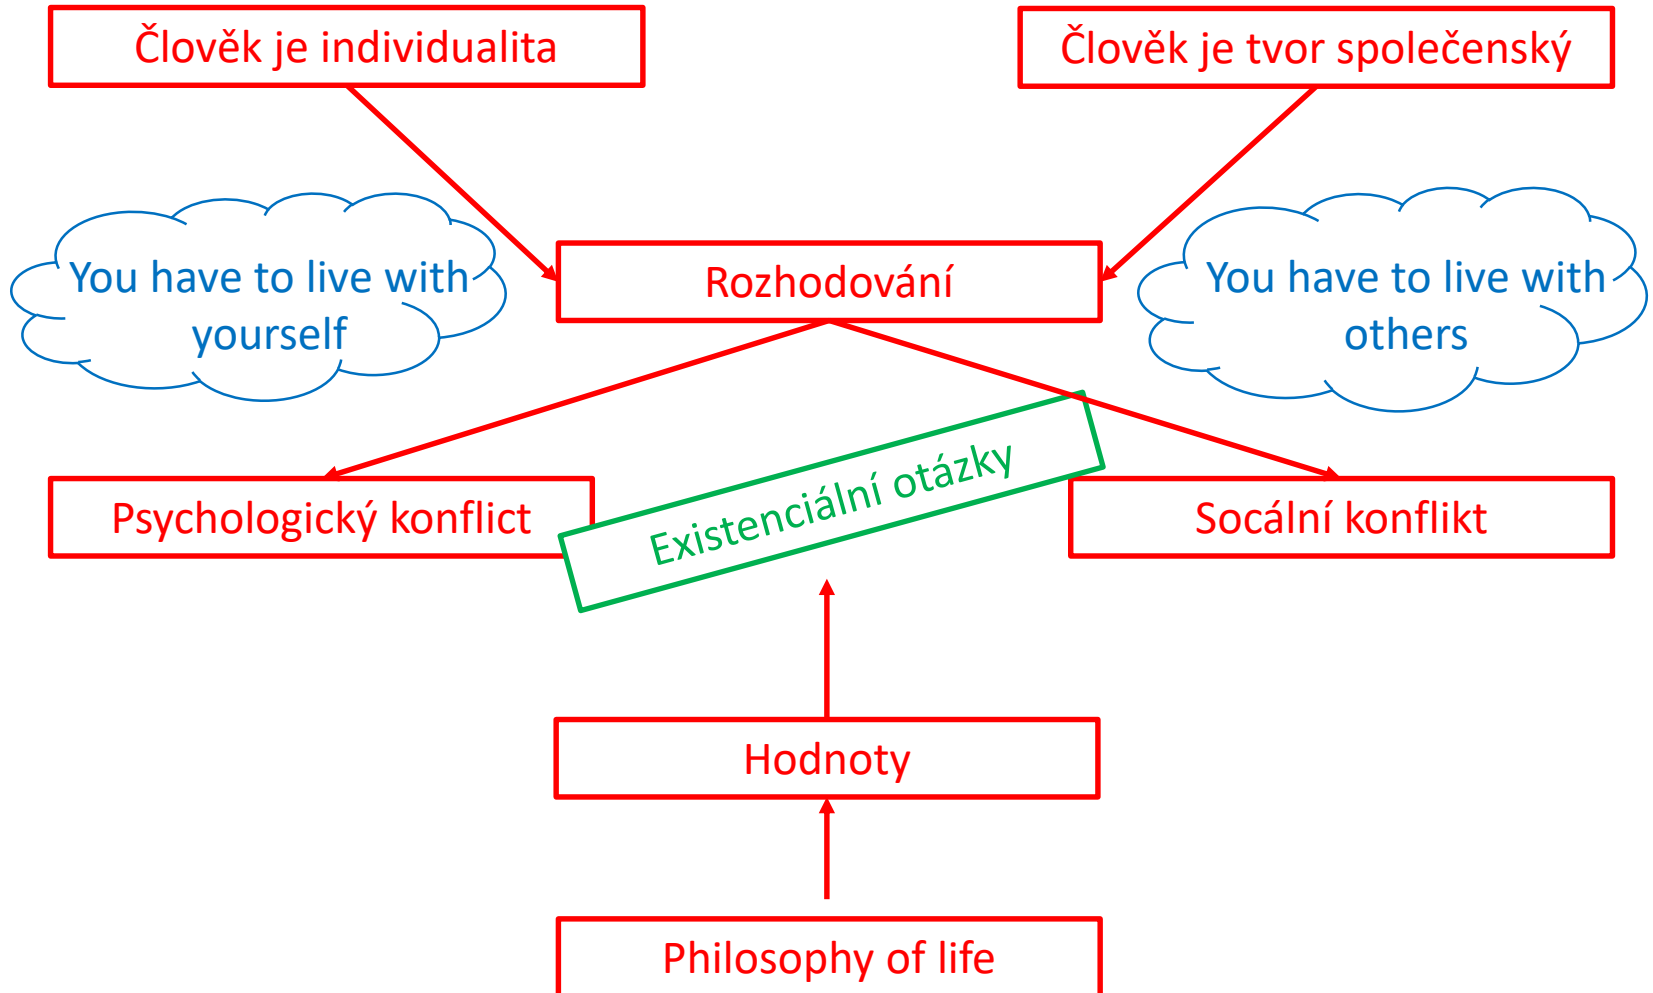 Člověk je individualita
Člověk je tvor společenský
You have to live with
yourself
Rozhodování
You have to live with
others
Psychologický konflict
Existenciální otázky
Socální konflikt
Hodnoty
Philosophy of life